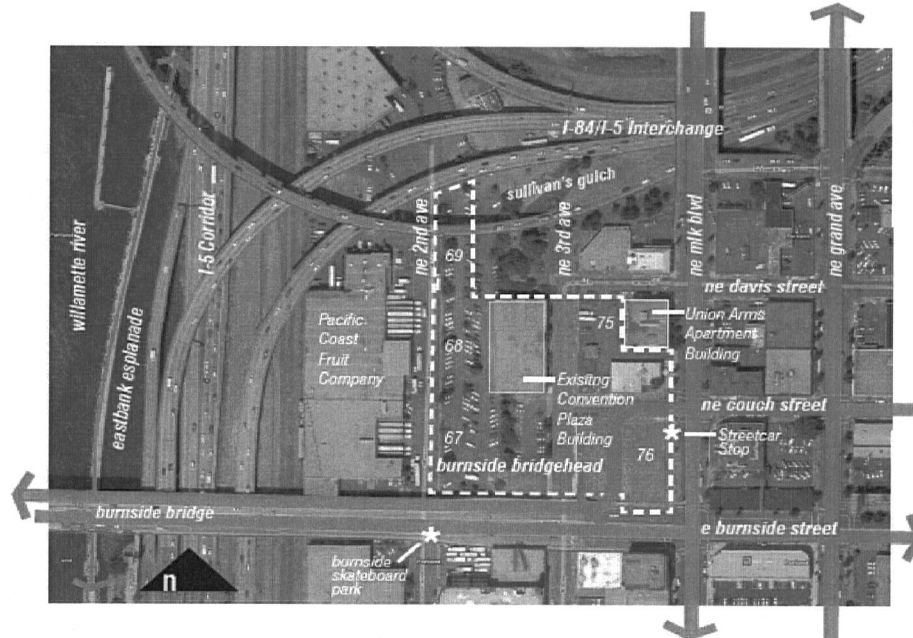 I-84/I-5 Interchange
sullivan's gulch
willamette river
eastbank esplanade
I-5 Corridor
ne 2nd ave
ne 3rd ave
ne mlk blvd
ne grand ave
69
ne davis street
75
Union Arms
Apartment
Building
Pacific
Coast
Fruit
Company
68
Exisitng
Convention
Plaza
Building
ne couch street
Streetcar
Stop
67
76
burnside bridgehead
burnside bridge
e burnside street
burnside
skateboard
park
n